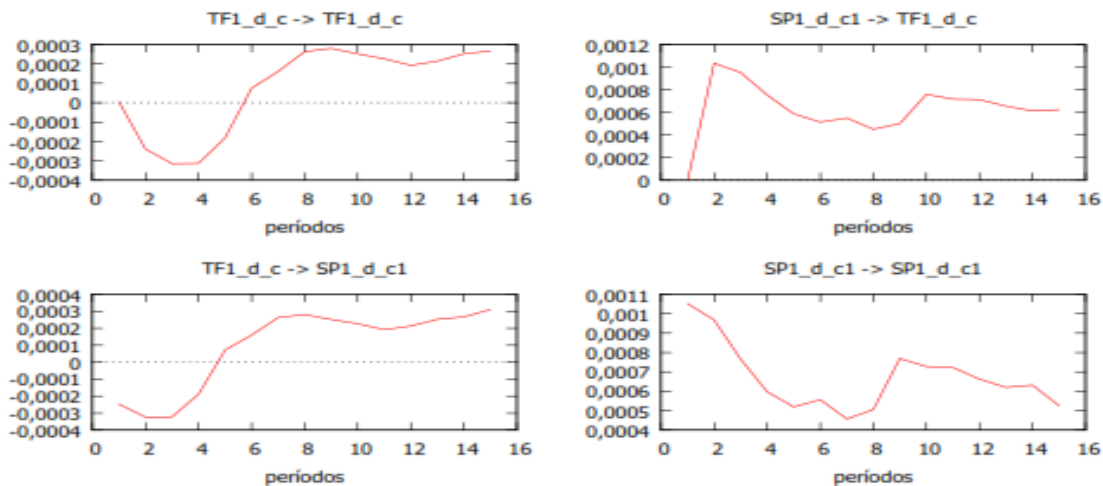 TF1_d_c -> TF1_d_c
0,0003
0,0002
0,0001
0
-0,0001
-0,0002
-0,0003
-0,0004
0 2 4 6 8 10 12 14 16
períodos
SP1_d_c1 -> TF1_d_c
0,0012
0,001
0,0008
0,0006
0,0004
0,0002
0
0 2 4 6 8 10 12 14 16
períodos
TF1_d_c -> SP1_d_c1
0,0004
0,0003
0,0002
0,0001
0
-0,0001
-0,0002
-0,0003
-0,0004
0 2 4 6 8 10 12 14 16
períodos
SP1_d_c1 -> SP1_d_c1
0,0011
0,001
0,0009
0,0008
0,0007
0,0006
0,0005
0,0004
0 2 4 6 8 10 12 14 16
períodos